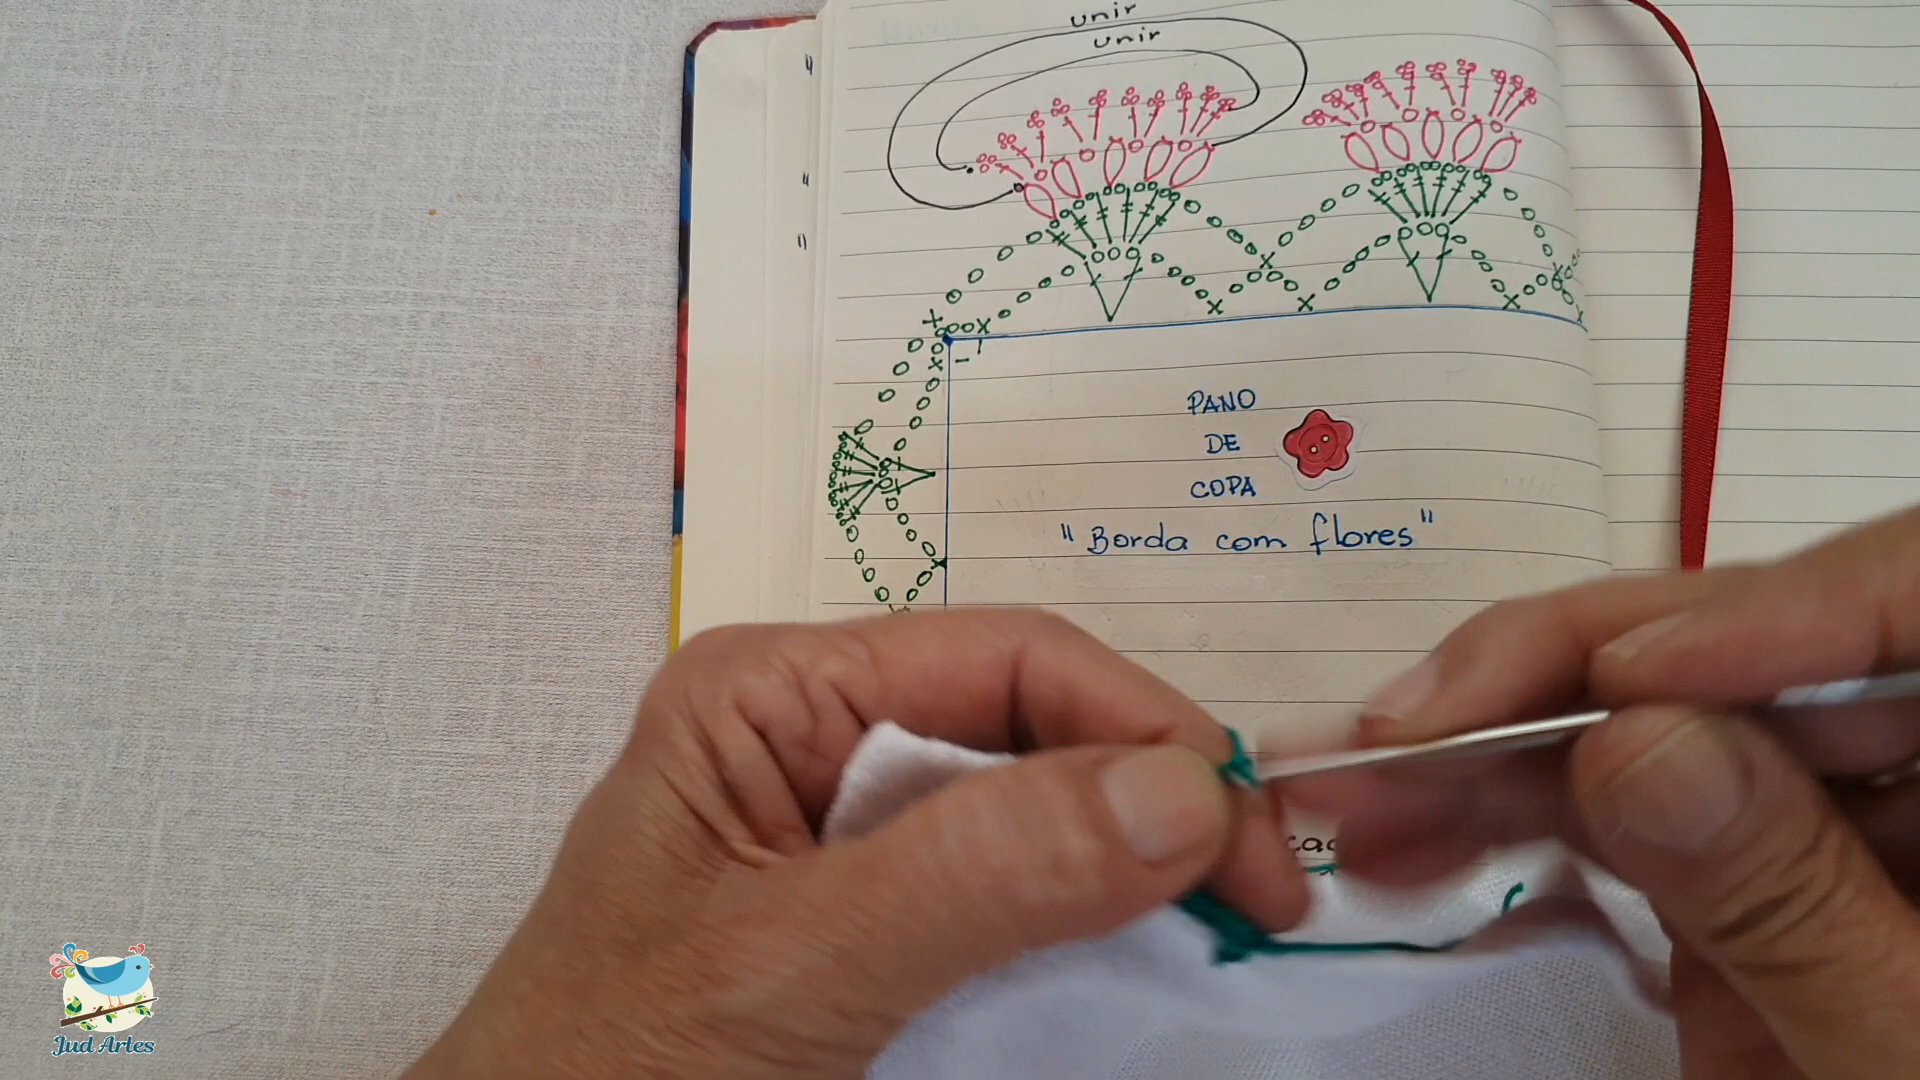 unir
unir
PANO
DE
COPA
"Borda com flores"
Jud Artes